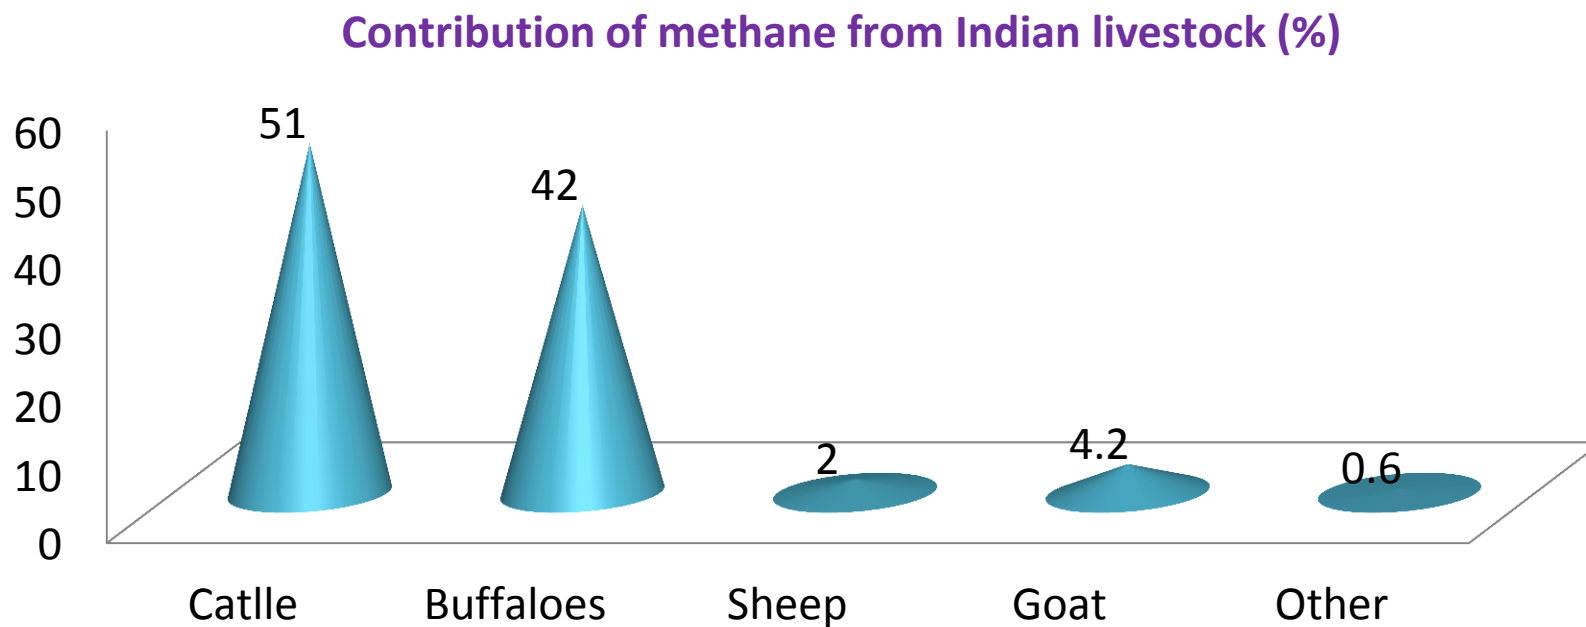 Contribution of methane from Indian livestock (%)
60
50
40
30
20
10
0
51
42
2
4.2
0.6
Catlle
Buffaloes
Sheep
Goat
Other